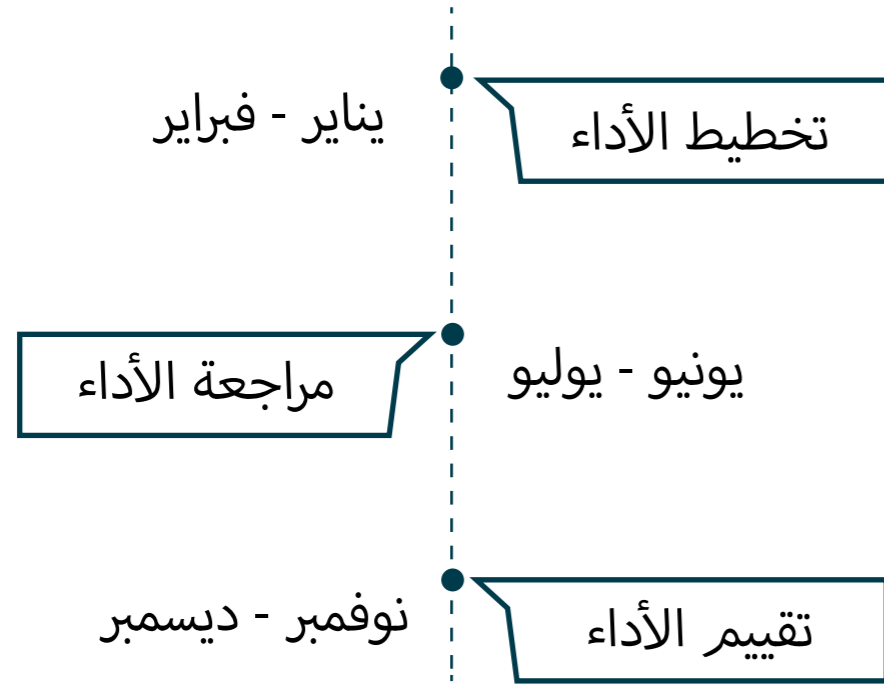 تخطيط الأداء
يناير - فبراير
يونيو - يوليو
مراجعة الأداء
تقييم الأداء
نوفمبر - ديسمبر